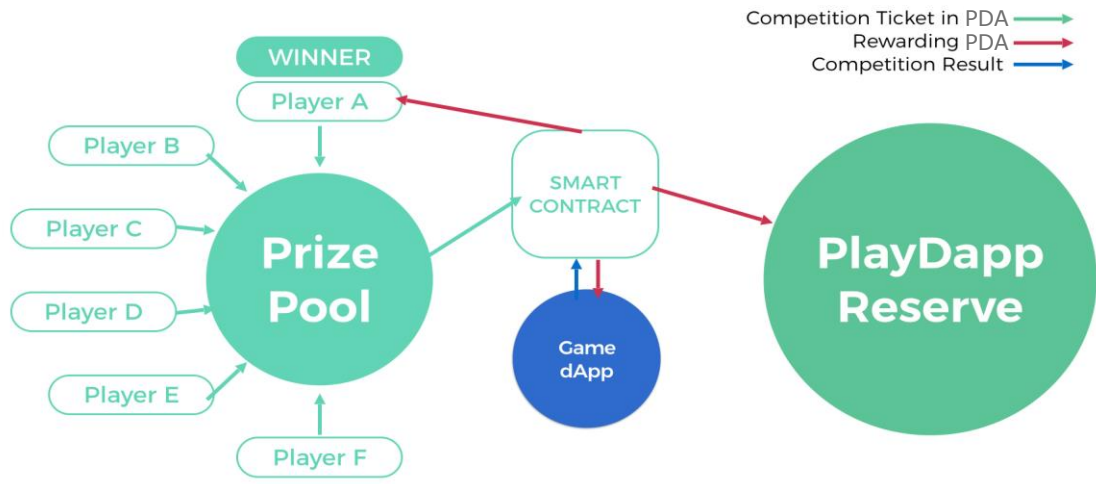 Competition Ticket in PDA
Rewarding PDA
Competition Result
WINNER
Player A
Player B
Player C
Player D
Player E
Player F
Prize
Pool
SMART
CONTRACT
Game
dApp
PlayDapp
Reserve